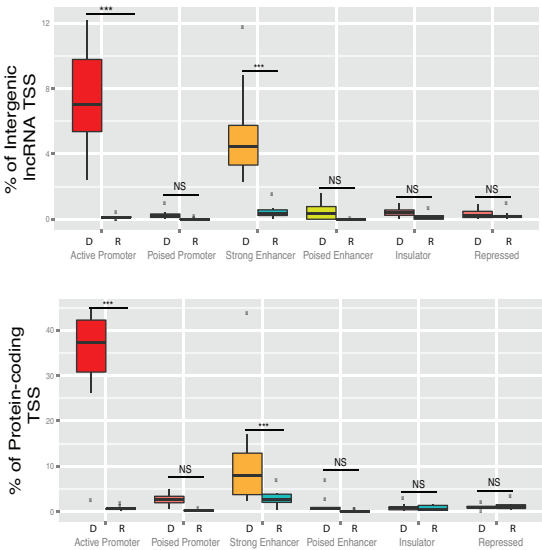 % of Intergenic
lncRNA TSS
12
8
4
0
***
NS
***
NS
NS
NS
D R D R D R D R D R D R
Active Promoter Poised Promoter Strong Enhancer Poised Enhancer Insulator Repressed
% of Protein-coding
TSS
40
30
20
10
0
***
NS
***
NS
NS
NS
D R D R D R D R D R D R
Active Promoter Poised Promoter Strong Enhancer Poised Enhancer Insulator Repressed